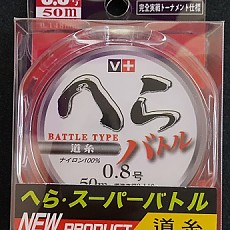 50m
完全実戦トーナメント仕様
V+
へら
BATTLE TYPE
バトル
道糸
ナイロン100%
0.8号
50m
へら・スーパーバトル
NEW PRODUCT
道糸